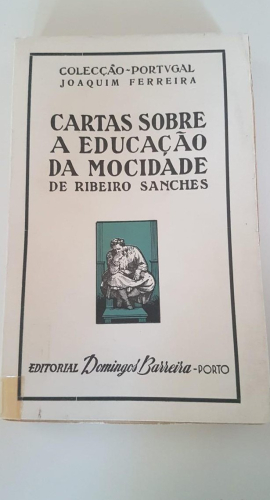 COLECÇÃO-PORTVGAL
JOAQUIM FERREIRA
CARTAS SOBRE
A EDUCAÇÃO
DA MOCIDADE
DE RIBEIRO SANCHES
EDITORIAL Domingos Barreira - PORTO